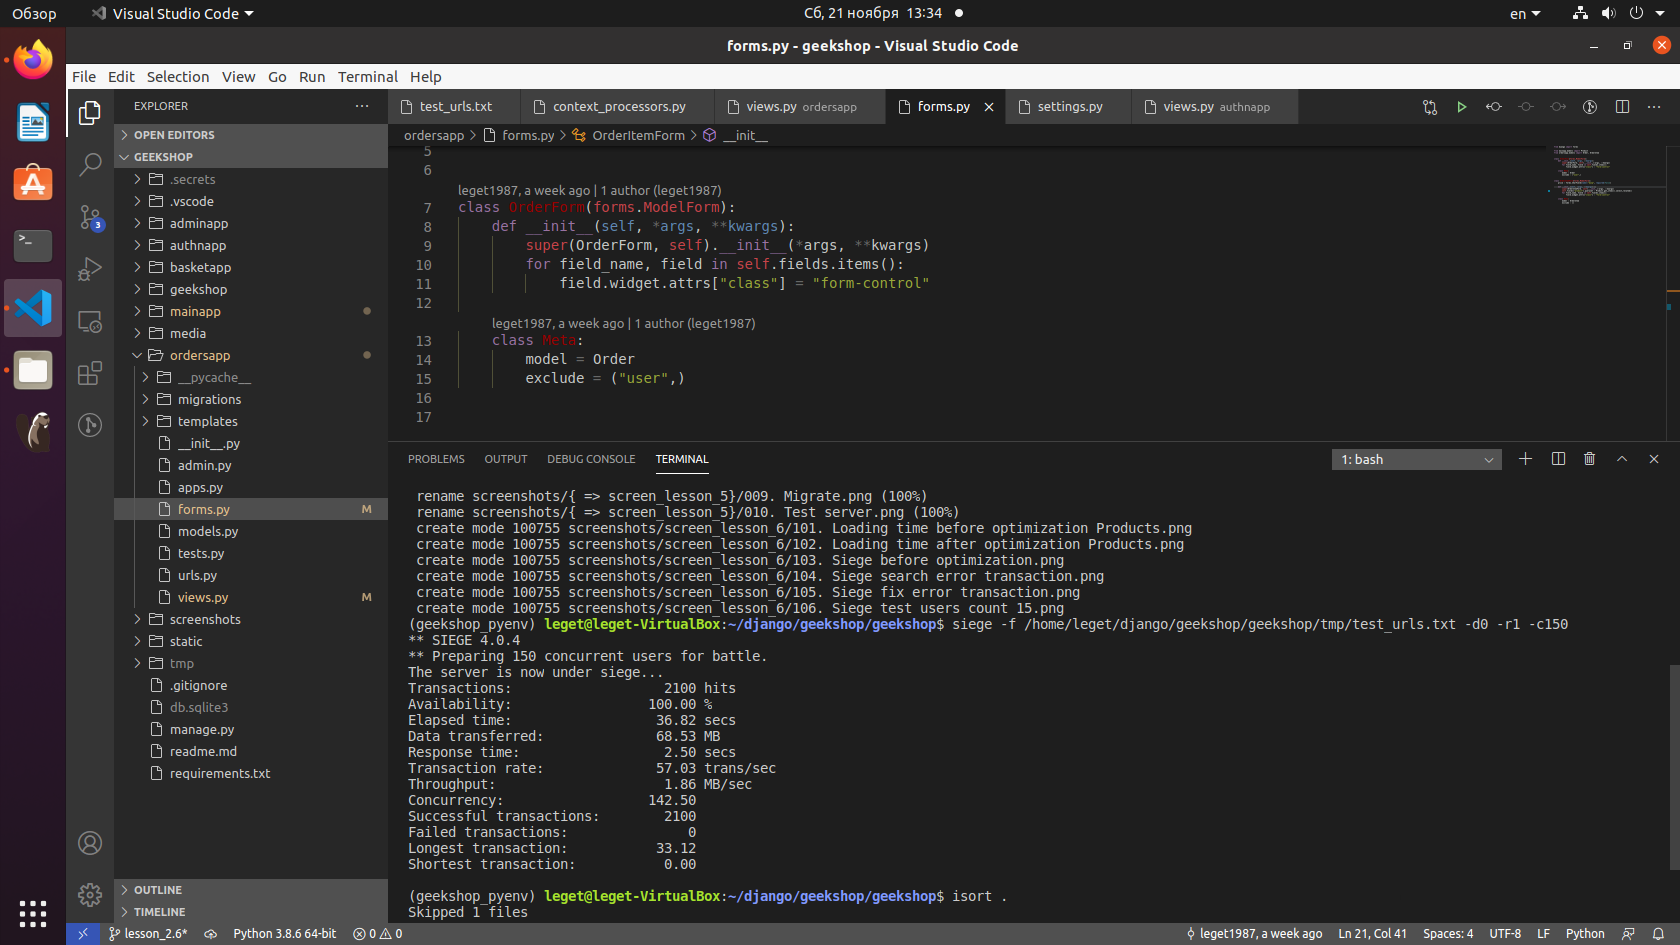 Обзор
Visual Studio Code
Сб, 21 ноября 13:34
en
forms.py - geekshop - Visual Studio Code
File Edit Selection View Go Run Terminal Help
EXPLORER
OPEN EDITORS
GEEKSHOP
.secrets
.vscode
adminapp
authnapp
basketapp
geekshop
mainapp
media
ordersapp
__pycache__
migrations
templates
__init__.py
admin.py
apps.py
forms.py M
models.py
tests.py
urls.py
views.py M
screenshots
static
tmp
.gitignore
db.sqlite3
manage.py
readme.md
requirements.txt
OUTLINE
TIMELINE
3
test_urls.txt
context_processors.py
views.py ordersapp
forms.py
settings.py
views.py authnapp
ordersapp > forms.py > OrderItemForm > __init__
5
6
leget1987, a week ago | 1 author (leget1987)
7 class OrderForm(forms.ModelForm):
8 def __init__(self, *args, **kwargs):
9 super(OrderForm, self).__init__(*args, **kwargs)
10 for field_name, field in self.fields.items():
11 field.widget.attrs["class"] = "form-control"
12
leget1987, a week ago | 1 author (leget1987)
13 class Meta:
14 model = Order
15 exclude = ("user",)
16
17
PROBLEMS OUTPUT DEBUG CONSOLE TERMINAL
1: bash
rename screenshots/{ => screen_lesson_5}/009. Migrate.png (100%)
rename screenshots/{ => screen_lesson_5}/010. Test server.png (100%)
create mode 100755 screenshots/screen_lesson_6/101. Loading time before optimization Products.png
create mode 100755 screenshots/screen_lesson_6/102. Loading time after optimization Products.png
create mode 100755 screenshots/screen_lesson_6/103. Siege before optimization.png
create mode 100755 screenshots/screen_lesson_6/104. Siege search error transaction.png
create mode 100755 screenshots/screen_lesson_6/105. Siege fix error transaction.png
create mode 100755 screenshots/screen_lesson_6/106. Siege test users count 15.png
(geekshop_pyenv) leget@leget-VirtualBox:~/django/geekshop/geekshop$ siege -f /home/leget/django/geekshop/geekshop/tmp/test_urls.txt -d0 -r1 -c150
** SIEGE 4.0.4
** Preparing 150 concurrent users for battle.
The server is now under siege...
Transactions: 2100 hits
Availability: 100.00 %
Elapsed time: 36.82 secs
Data transferred: 68.53 MB
Response time: 2.50 secs
Transaction rate: 57.03 trans/sec
Throughput: 1.86 MB/sec
Concurrency: 142.50
Successful transactions: 2100
Failed transactions: 0
Longest transaction: 33.12
Shortest transaction: 0.00
(geekshop_pyenv) leget@leget-VirtualBox:~/django/geekshop/geekshop$ isort .
Skipped 1 files
lesson_2.6* Python 3.8.6 64-bit 0 0 leget1987, a week ago Ln 21, Col 41 Spaces: 4 UTF-8 LF Python